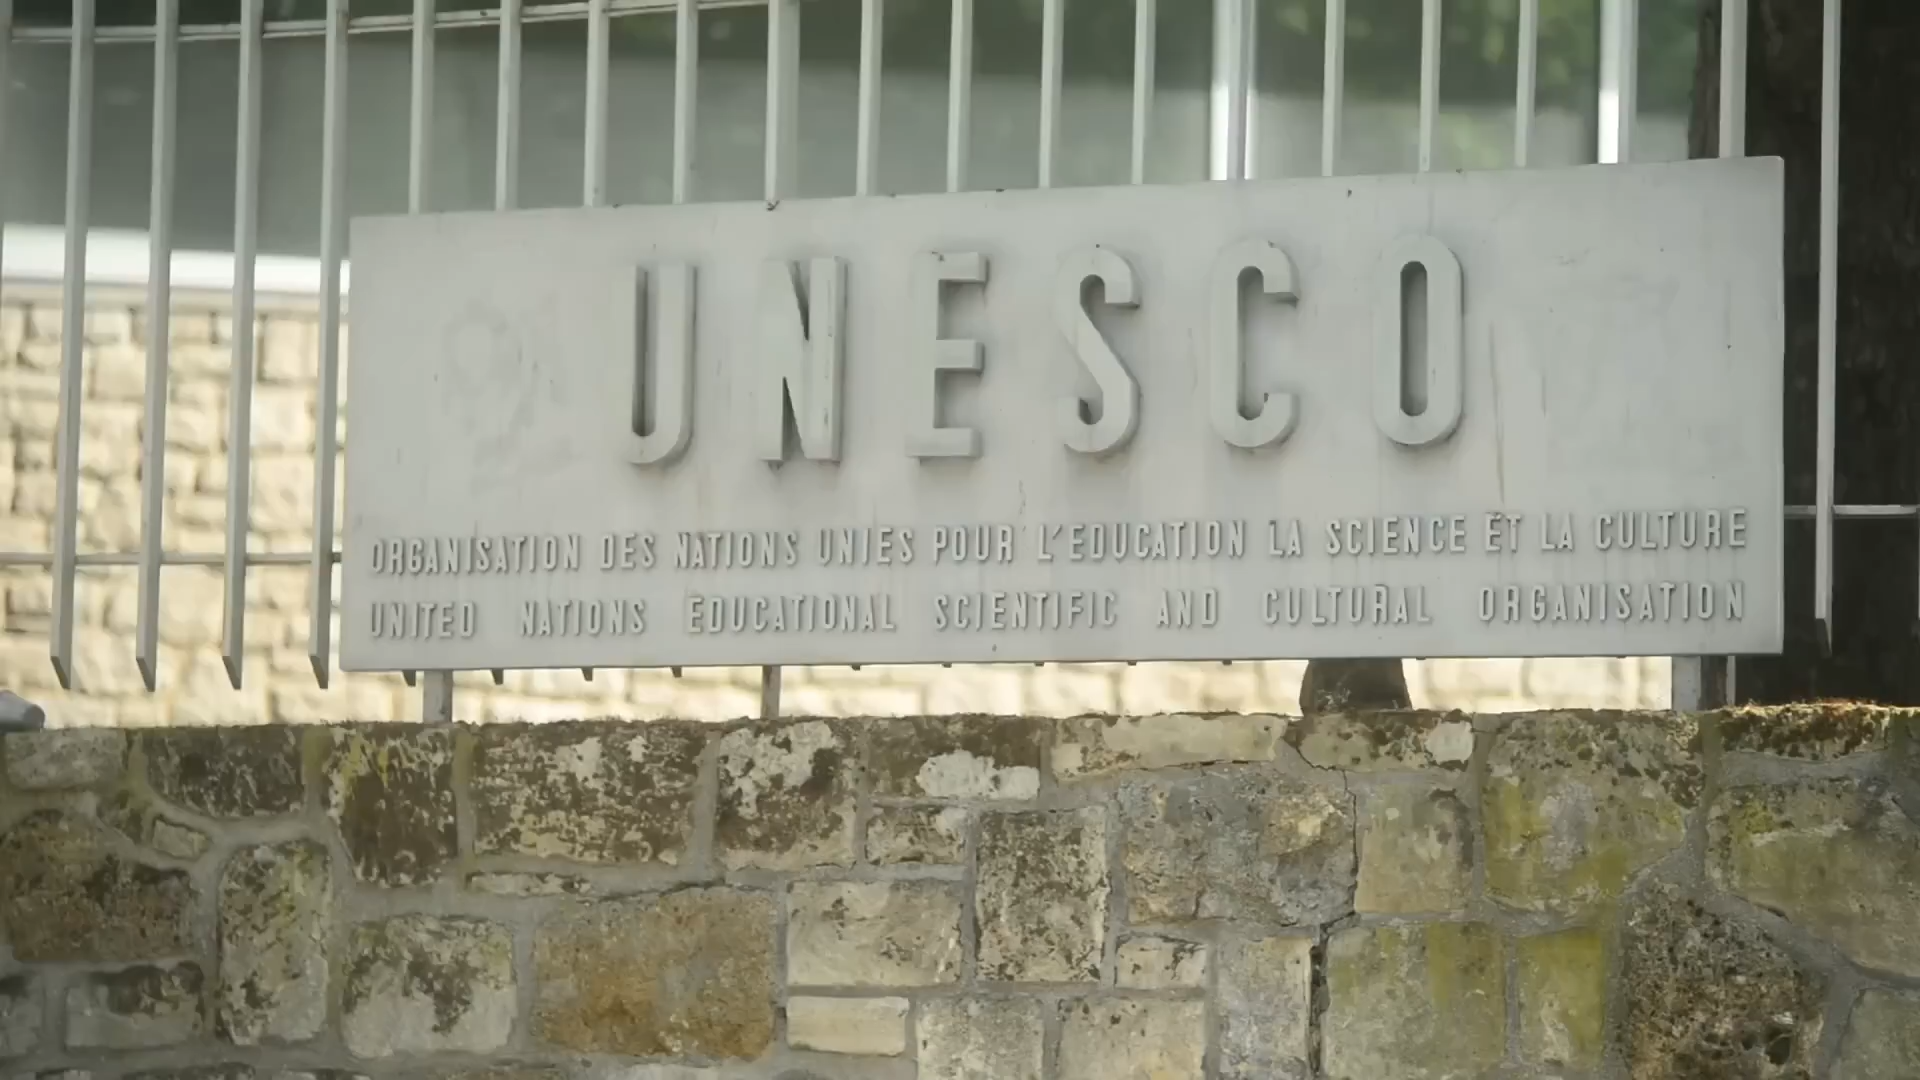 UNESCO
ORGANISATION DES NATIONS UNIES POUR L'EDUCATION LA SCIENCE ET LA CULTURE
UNITED NATIONS EDUCATIONAL SCIENTIFIC AND CULTURAL ORGANISATION